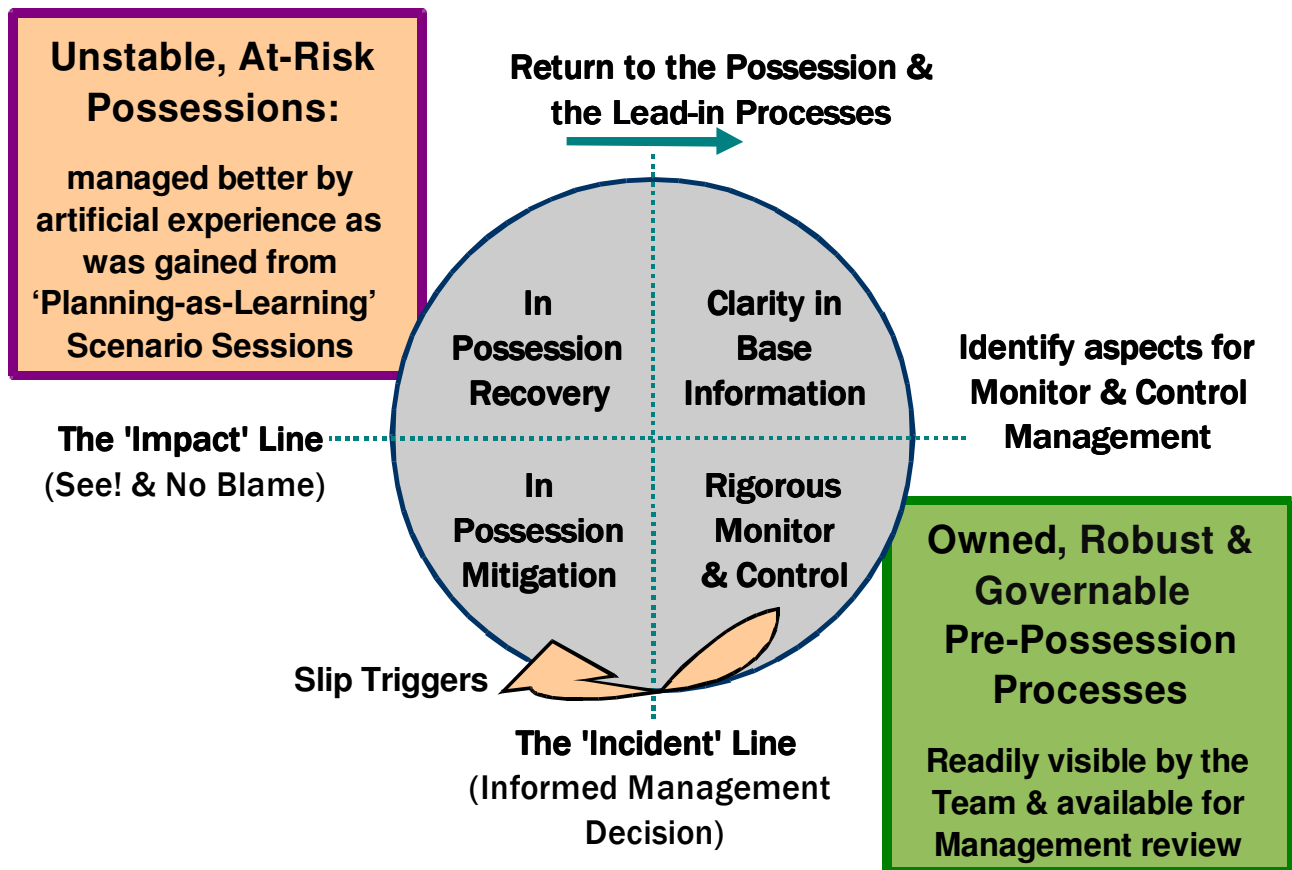 Unstable, At-Risk
Possessions:
managed better by
artificial experience as
was gained from
‘Planning-as-Learning’
Scenario Sessions
Return to the Possession &
the Lead-in Processes
In
Possession
Recovery
Clarity in
Base
Information
Identify aspects for
Monitor & Control
Management
The 'Impact' Line
(See! & No Blame)
In
Possession
Mitigation
Rigorous
Monitor
& Control
Owned, Robust &
Governable
Pre-Possession
Processes
Readily visible by the
Team & available for
Management review
Slip Triggers
The 'Incident' Line
(Informed Management
Decision)